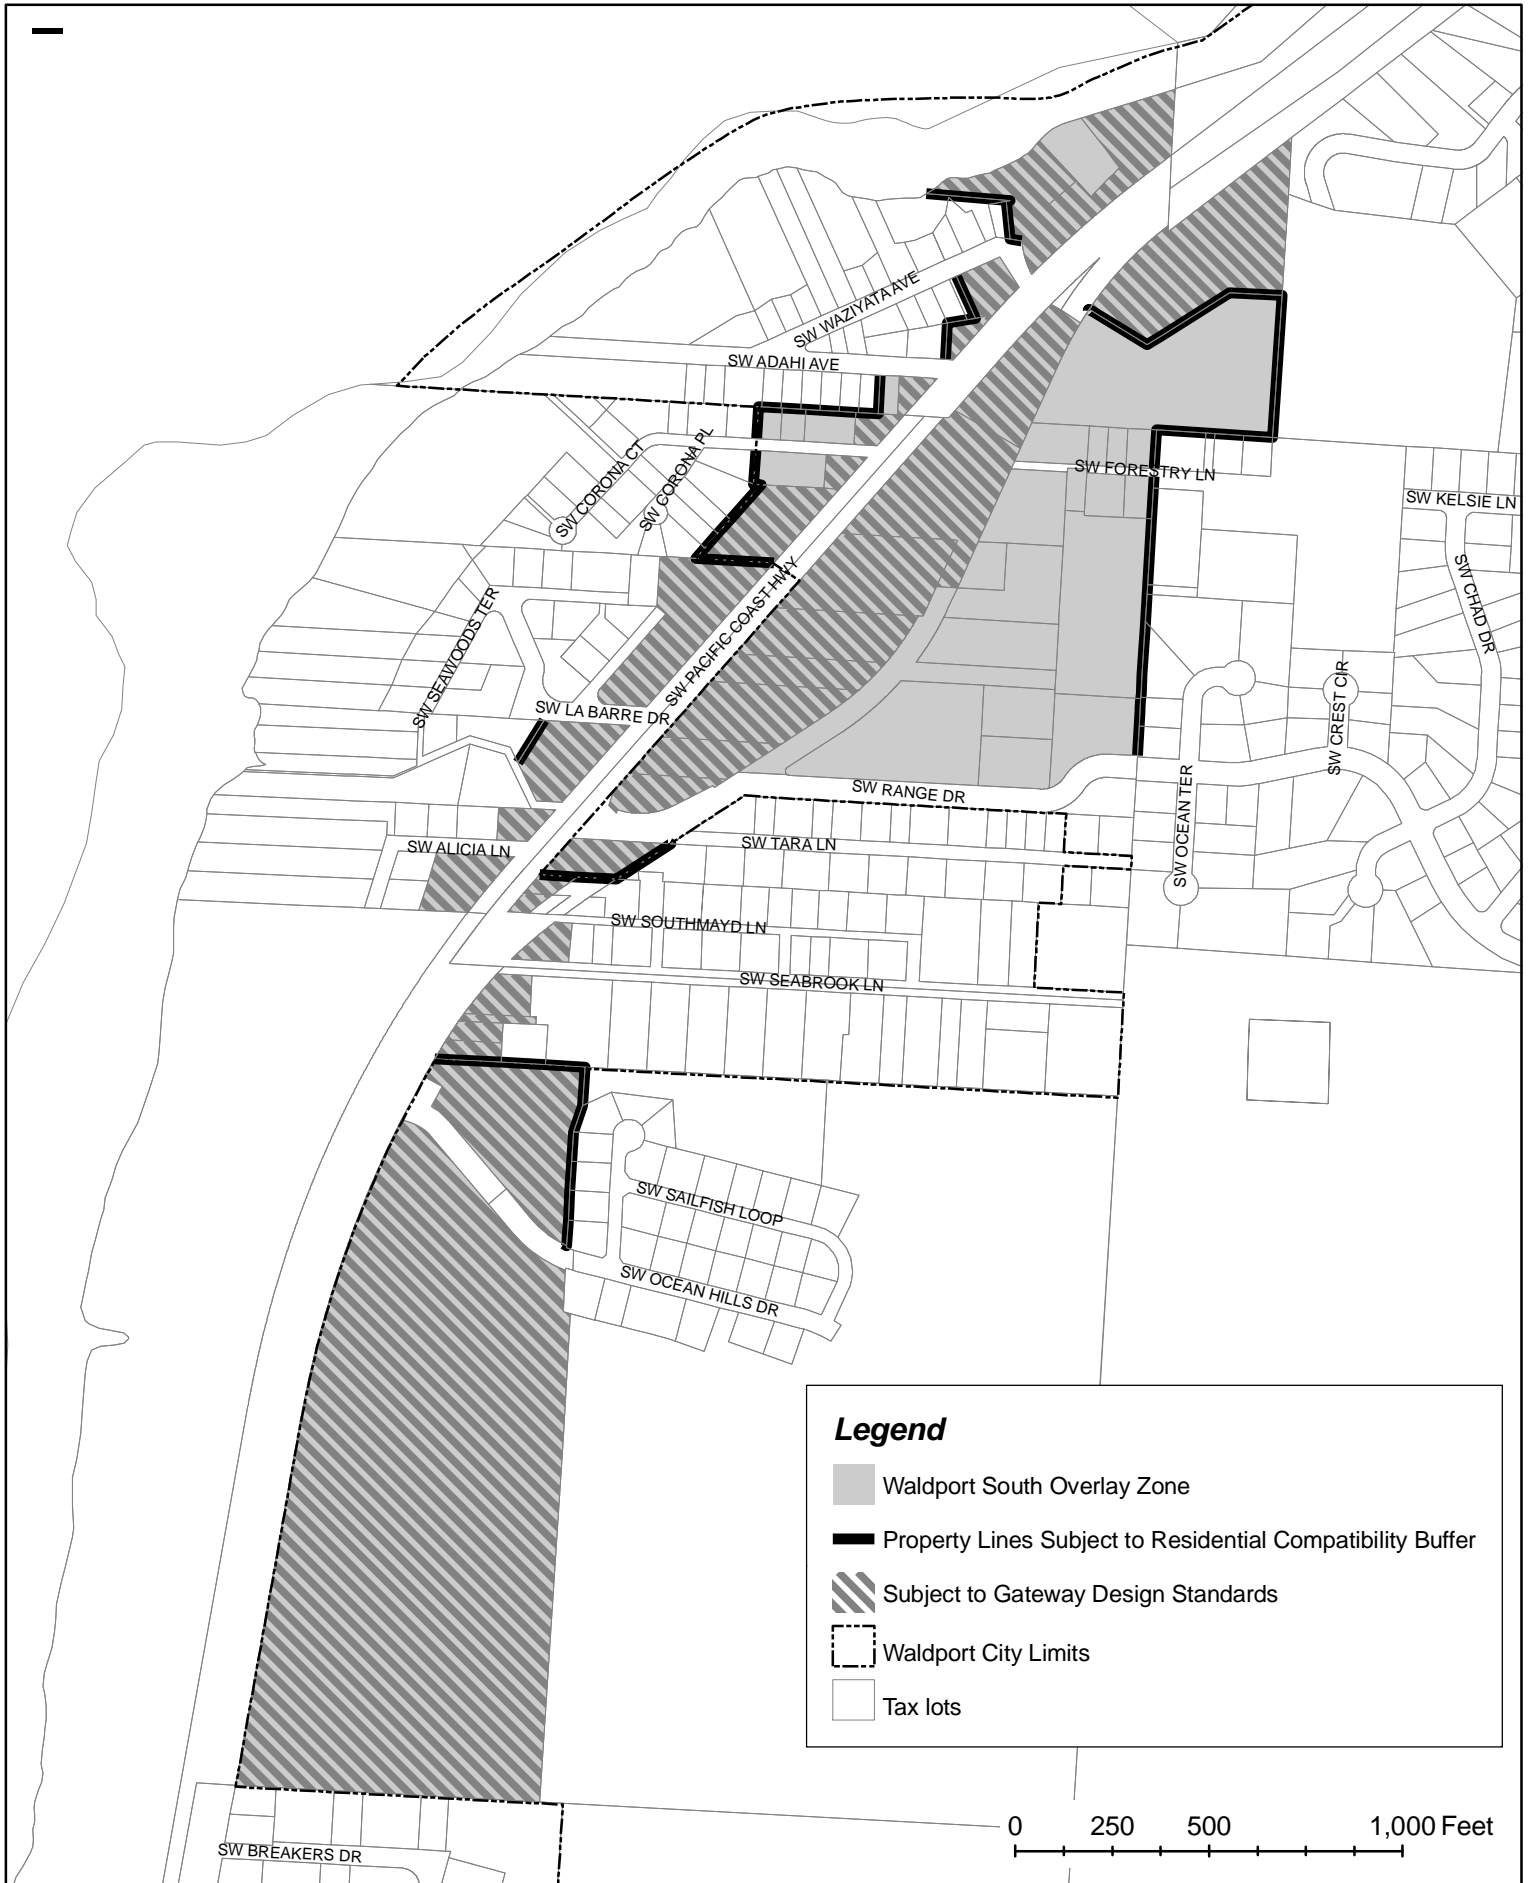 SW WAZIYATA AVE
SW ADAHI AVE
SW CORONA CT
SW CORONA PL
SW FORESTRY LN
SW KELSIE LN
SW CHAD DR
SW SEAWOODS TER
SW PACIFIC COAST HWY
SW LA BARRE DR
SW CREST CIR
SW OCEAN TER
SW RANGE DR
SW TARA LN
SW ALICIA LN
SW SOUTHMAYD LN
SW SEABROOK LN
SW SAILFISH LOOP
SW OCEAN HILLS DR
Legend
Waldport South Overlay Zone
Property Lines Subject to Residential Compatibility Buffer
Subject to Gateway Design Standards
Waldport City Limits
Tax lots
0 250 500 1,000 Feet
SW BREAKERS DR